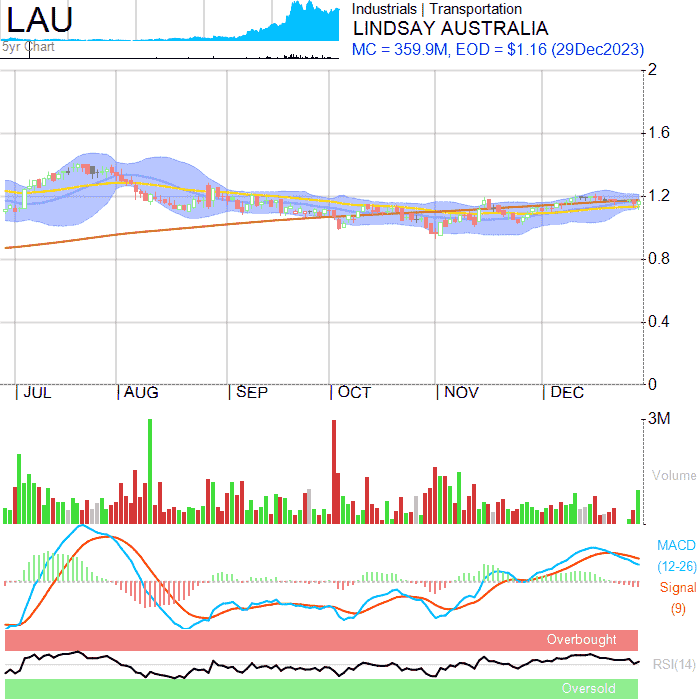 LAU
5yr Chart
Industrials | Transportation
LINDSAY AUSTRALIA
MC = 359.9M, EOD = $1.16 (29Dec2023)
2
1.6
1.2
0.8
0.4
0
| JUL | AUG | SEP | OCT | NOV | DEC
3M
Volume
MACD
(12-26)
Signal
(9)
Overbought
RSI(14)
Oversold